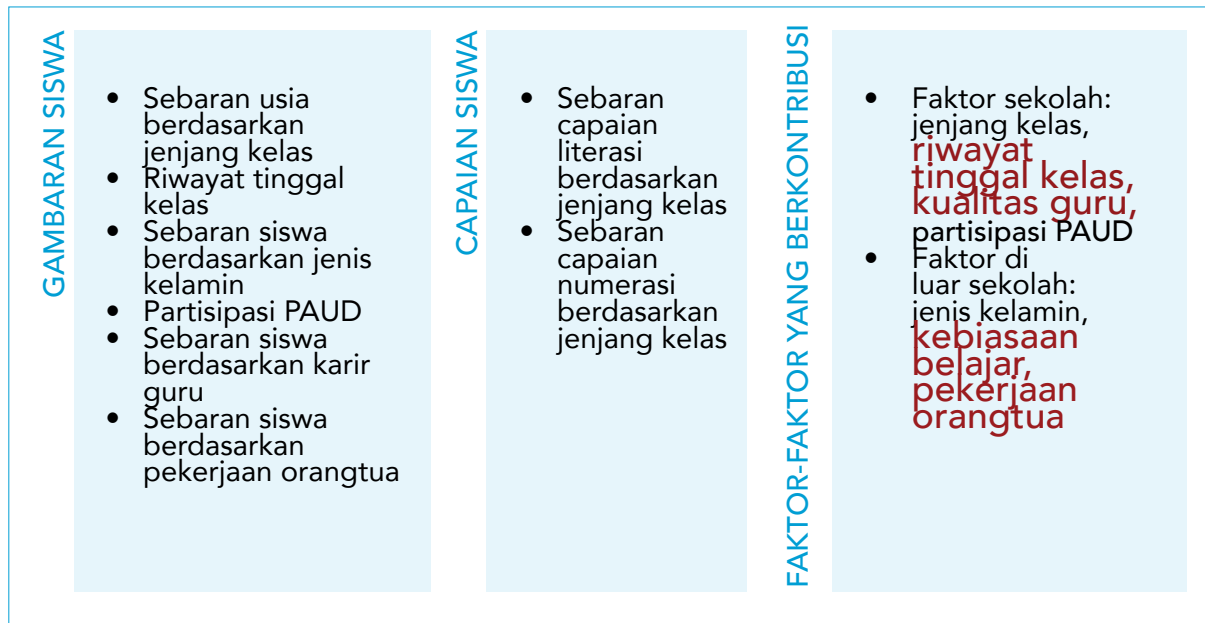 GAMBARAN SISWA
• Sebaran usia
berdasarkan
jenjang kelas
• Riwayat tinggal
kelas
• Sebaran siswa
berdasarkan jenis
kelamin
• Partisipasi PAUD
• Sebaran siswa
berdasarkan karir
guru
• Sebaran siswa
berdasarkan
pekerjaan orangtua
CAPAIAN SISWA
• Sebaran
capaian
literasi
berdasarkan
jenjang kelas
• Sebaran
capaian
numerasi
berdasarkan
jenjang kelas
FAKTOR-FAKTOR YANG BERKONTRIBUSI
• Faktor sekolah:
jenjang kelas,
riwayat
tinggal kelas,
kualitas guru,
partisipasi PAUD
• Faktor di
luar sekolah:
jenis kelamin,
kebiasaan
belajar,
pekerjaan
orangtua